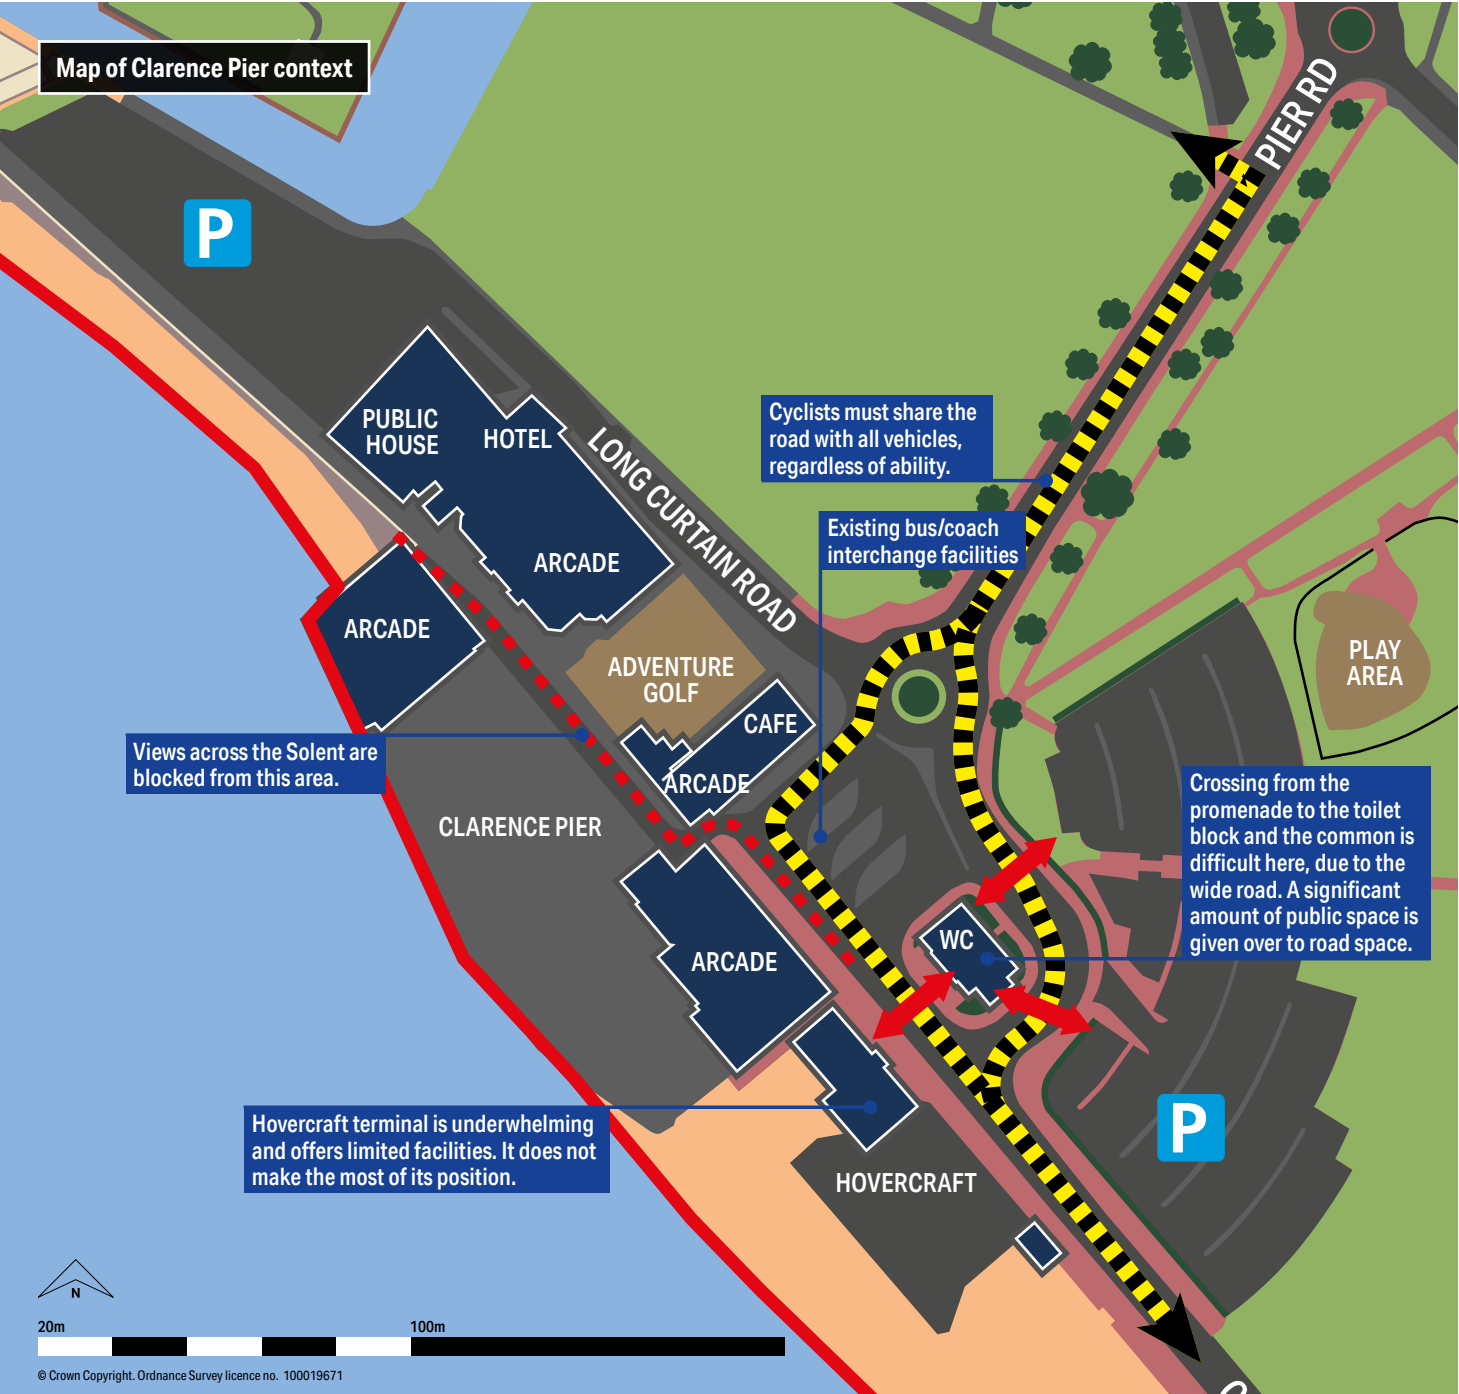 Map of Clarence Pier context
PIER RD
P
PUBLIC
HOUSE
HOTEL
LONG CURTAIN ROAD
ARCADE
Cyclists must share the
road with all vehicles,
regardless of ability.
Existing bus/coach
interchange facilities
ARCADE
ADVENTURE
GOLF
PLAY
AREA
CAFE
ARCADE
Views across the Solent are
blocked from this area.
CLARENCE PIER
Crossing from the
promenade to the toilet
block and the common is
difficult here, due to the
wide road. A significant
amount of public space is
given over to road space.
WC
ARCADE
Hovercraft terminal is underwhelming
and offers limited facilities. It does not
make the most of its position.
P
HOVERCRAFT
N
20m
100m
© Crown Copyright. Ordnance Survey licence no. 100019671